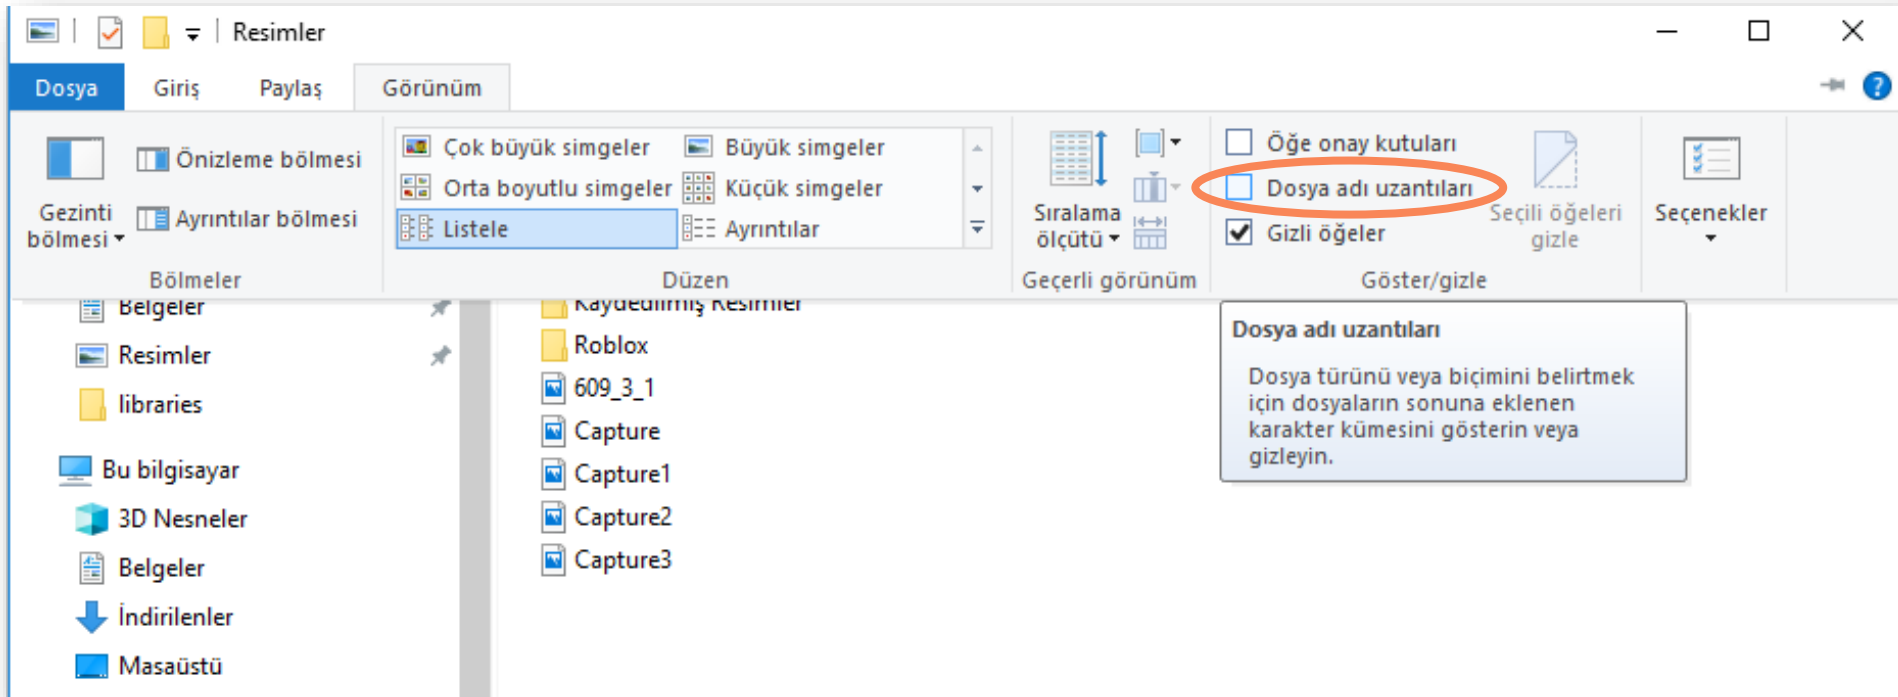 Resimler
Dosya
Giriş
Paylaş
Görünüm
Gezinti
bölmesi
Önizleme bölmesi
Ayrıntılar bölmesi
Bölmeler
Çok büyük simgeler
Büyük simgeler
Orta boyutlu simgeler
Küçük simgeler
Listele
Ayrıntılar
Düzen
Sıralama
ölçütü
Geçerli görünüm
Öğe onay kutuları
Dosya adı uzantıları
Gizli öğeler
Seçili öğeleri
gizle
Göster/gizle
Seçenekler
Belgeler
Resimler
libraries
Bu bilgisayar
3D Nesneler
Belgeler
İndirilenler
Masaüstü
Kaydedilmiş Resimler
Roblox
609_3_1
Capture
Capture1
Capture2
Capture3
Dosya adı uzantıları
Dosya türünü veya biçimini belirtmek
için dosyaların sonuna eklenen
karakter kümesini gösterin veya
gizleyin.